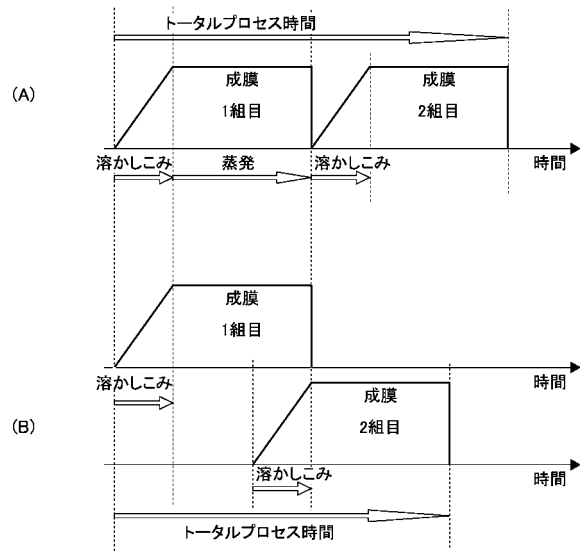 トータルプロセス時間
(A)
成膜
1組目
成膜
2組目
溶かしこみ
蒸発
溶かしこみ
時間
成膜
1組目
時間
溶かしこみ
(B)
成膜
2組目
溶かしこみ
時間
トータルプロセス時間